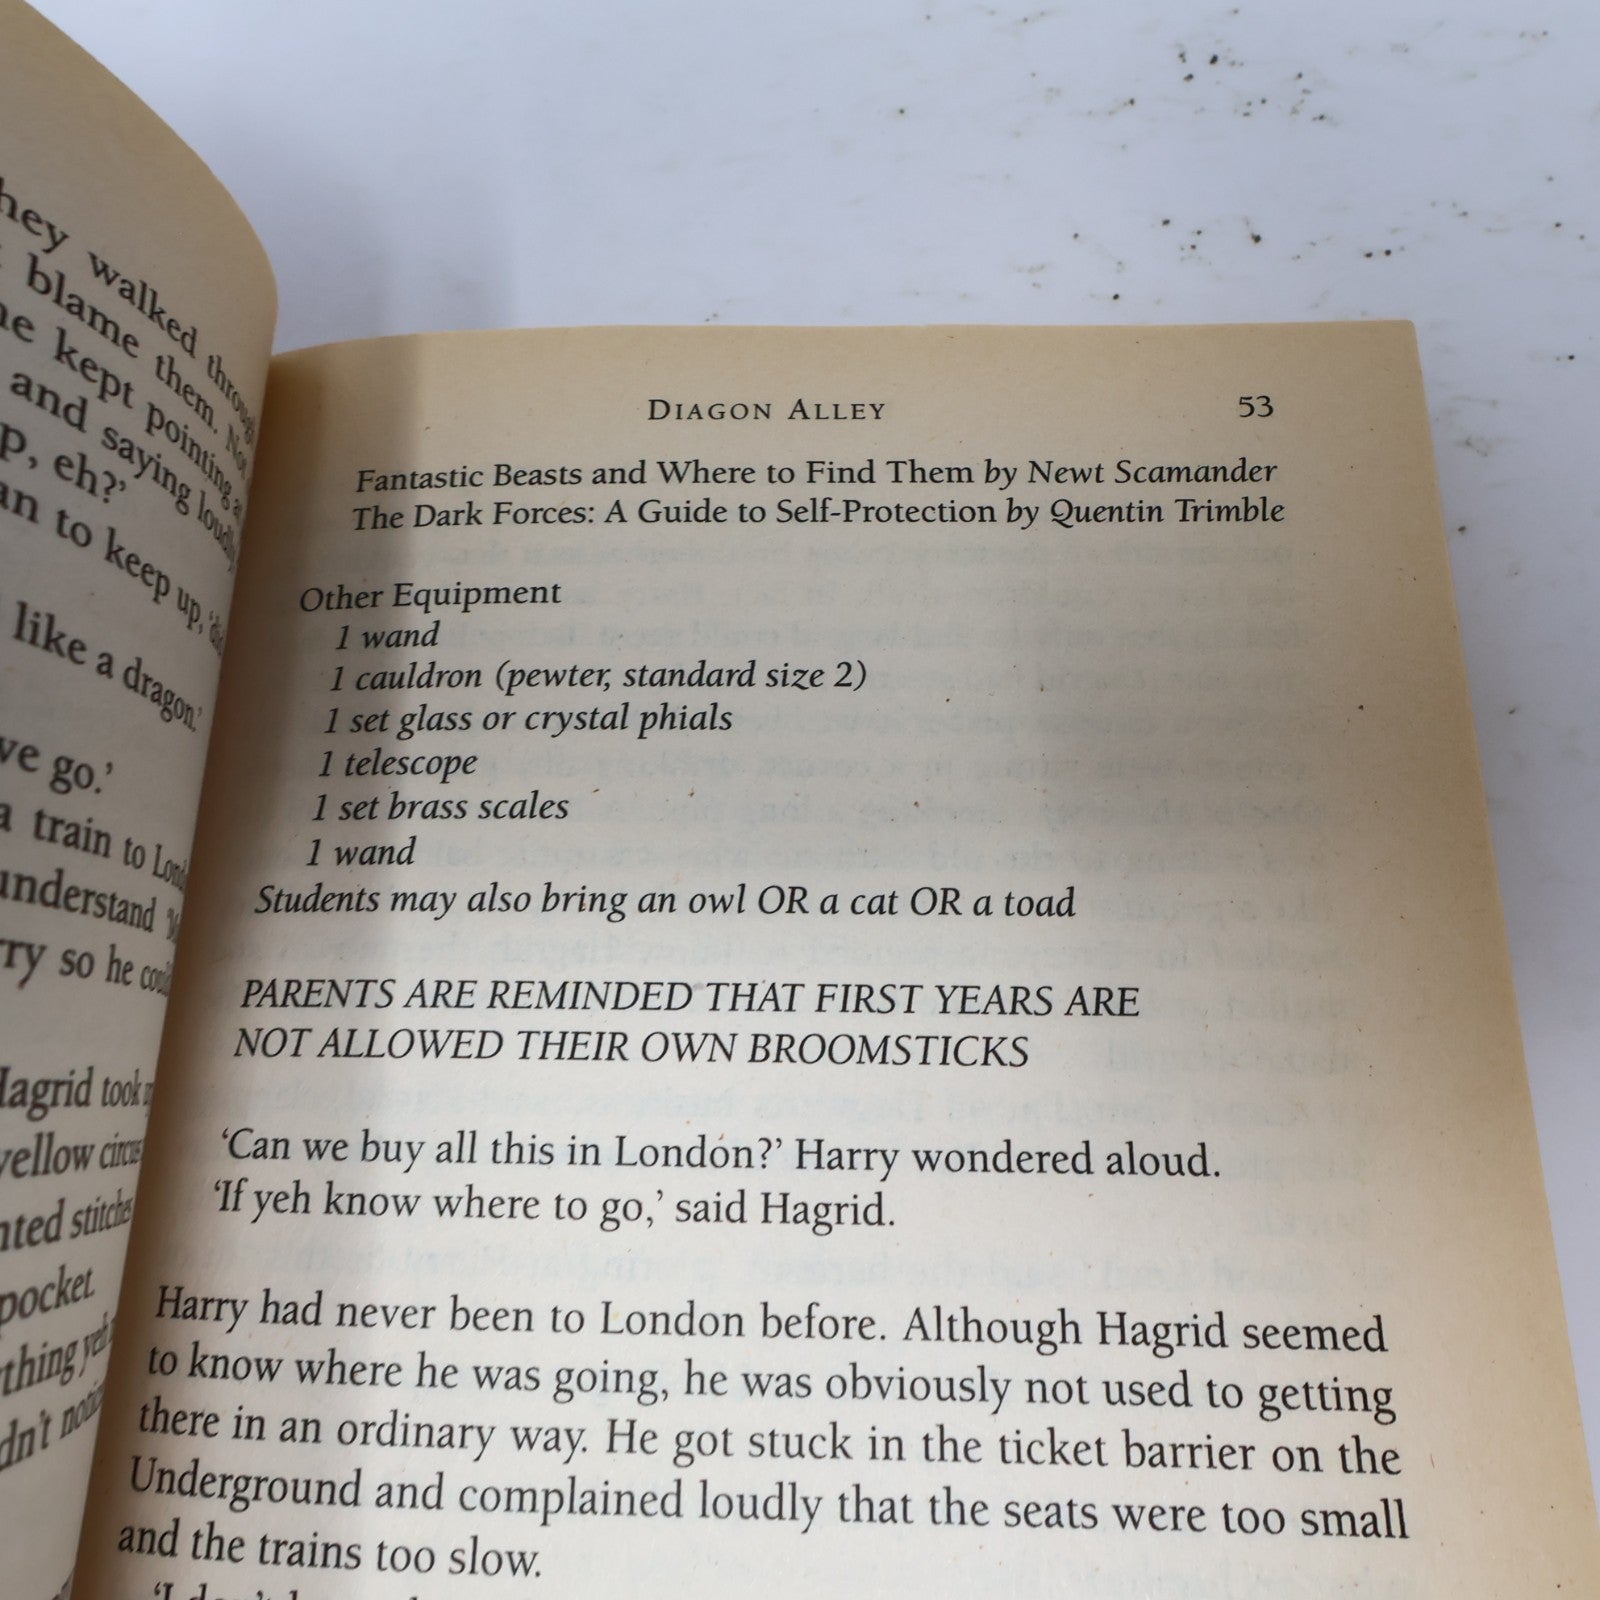 hey walked
blame them.
kept pointing
and saying loudly
eh?’
to keep up,
like a dragon.’
go.’
a train to
understand
so he
Hagrid took
yellow
stitches
pocket.
DIAGON ALLEY 53
Fantastic Beasts and Where to Find Them by Newt Scamander
The Dark Forces: A Guide to Self-Protection by Quentin Trimble
Other Equipment
1 wand
1 cauldron (pewter, standard size 2)
1 set glass or crystal phials
1 telescope
1 set brass scales
1 wand
Students may also bring an owl OR a cat OR a toad
PARENTS ARE REMINDED THAT FIRST YEARS ARE
NOT ALLOWED THEIR OWN BROOMSTICKS
‘Can we buy all this in London?’ Harry wondered aloud.
‘If yeh know where to go,’ said Hagrid.
Harry had never been to London before. Although Hagrid seemed
to know where he was going, he was obviously not used to getting
there in an ordinary way. He got stuck in the ticket barrier on the
Underground and complained loudly that the seats were too small
and the trains too slow.